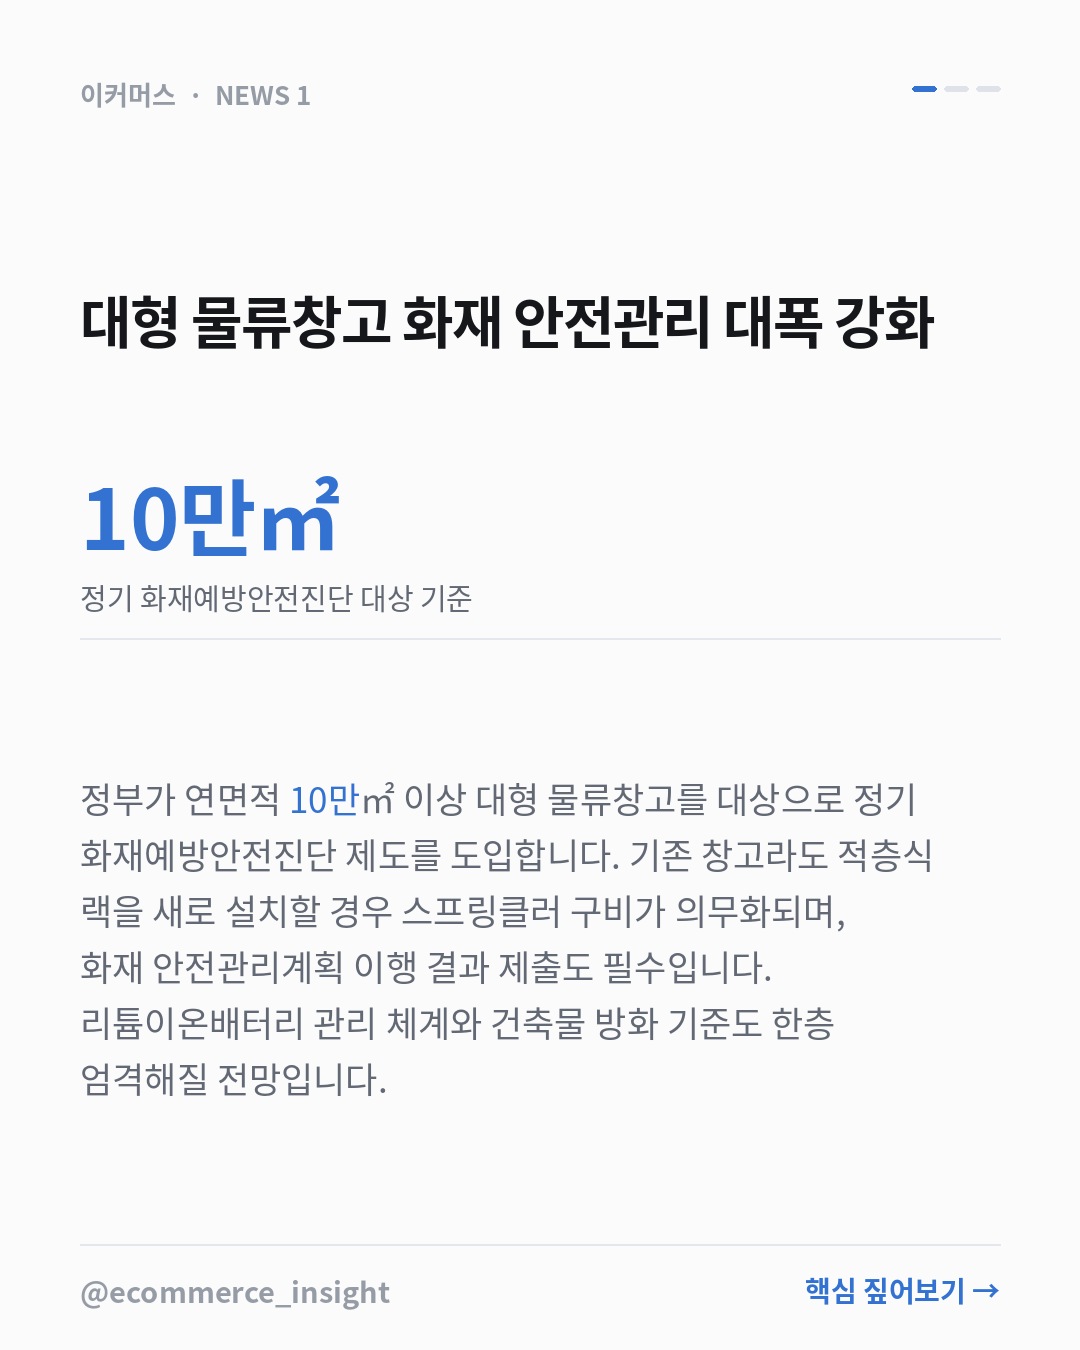 이커머스 · NEWS 1
대형 물류창고 화재 안전관리 대폭 강화
10만㎡
정기 화재예방안전진단 대상 기준
정부가 연면적 10만㎡ 이상 대형 물류창고를 대상으로 정기
화재예방안전진단 제도를 도입합니다. 기존 창고라도 적층식
랙을 새로 설치할 경우 스프링클러 구비가 의무화되며,
화재 안전관리계획 이행 결과 제출도 필수입니다.
리튬이온배터리 관리 체계와 건축물 방화 기준도 한층
엄격해질 전망입니다.
@ecommerce_insight
핵심 짚어보기 →